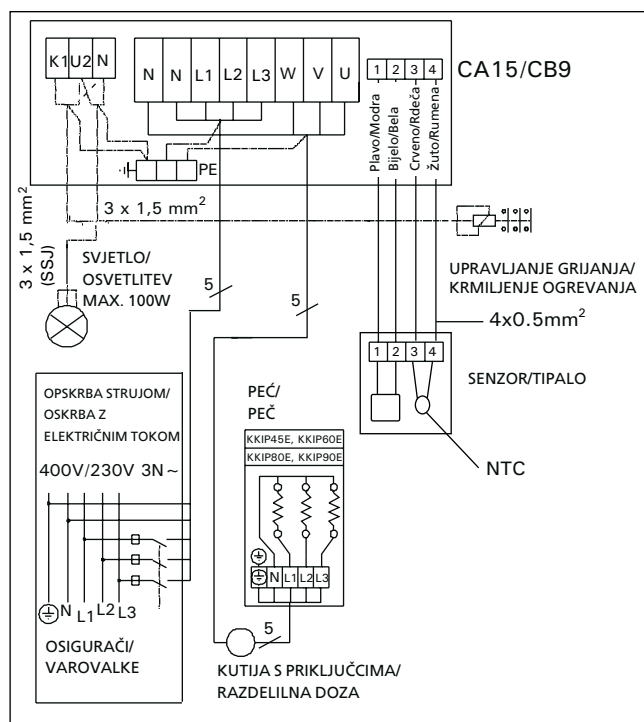 K1 U2 N
N N L1 L2 L3 W V U
1 2 3 4
CA15/CB9
Plavo/Modra
Bijelo/Bela
Crveno/Rdeča
Žuto/Rumena
PE
3 x 1,5 mm²
(SSJ)
3 x 1,5 mm²
SVJETLO/
OSVETLITEV
MAX. 100W
5
5
UPRAVLJANJE GRIJANJA/
KRMILJENJE OGREVANJA
4x0.5mm²
1 2 3 4
SENZOR/TIPALO
NTC
OPSKRBA STRUJOM/
OSKRBA Z
ELEKTRIČNIM TOKOM
400V/230V 3N~
N L1 L2 L3
OSIGURAČI/
VAROVALKE
PEĆ/
PEČ
KKIP45E, KKIP60E
KKIP80E, KKIP90E
N L1 L2 L3
5
KUTIJA S PRIKLJUČCIMA/
RAZDELILNA DOZA